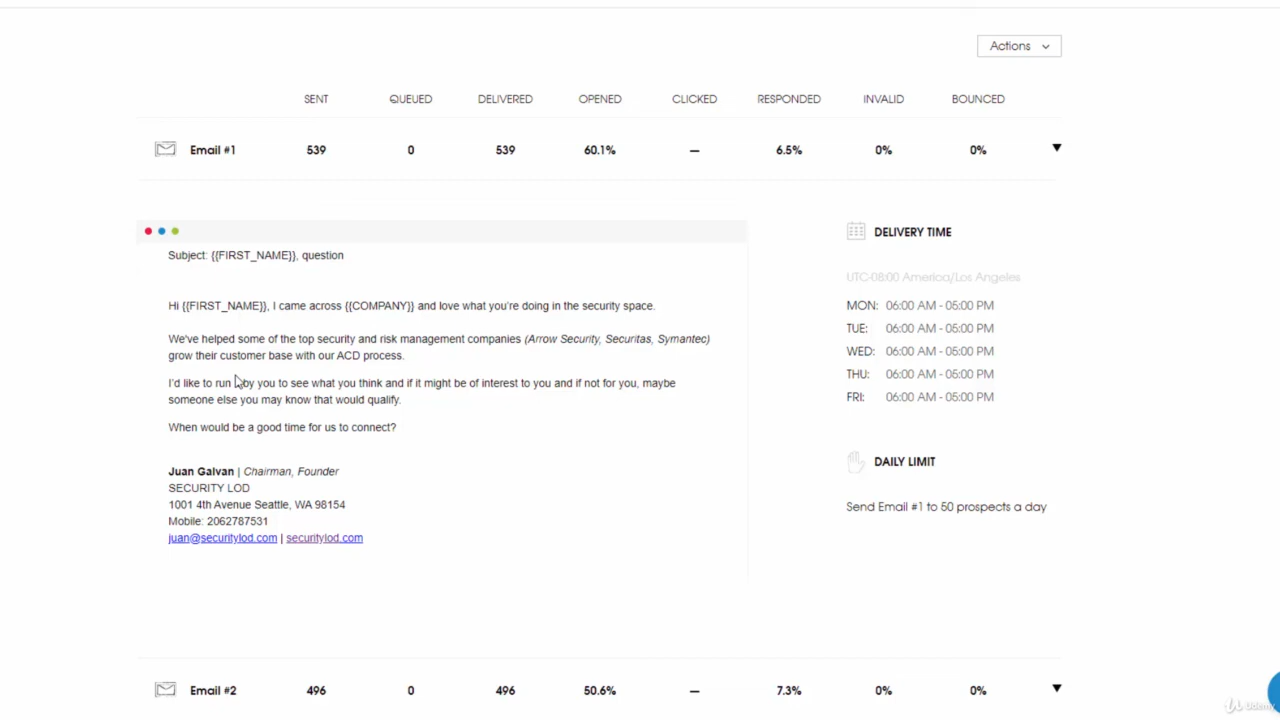 Actions
SENT QUEUED DELIVERED OPENED CLICKED RESPONDED INVALID BOUNCED
Email #1 539 0 539 60.1% — 6.5% 0% 0%
Subject: {{FIRST_NAME}}, question
Hi {{FIRST_NAME}}, I came across {{COMPANY}} and love what you're doing in the security space.
We've helped some of the top security and risk management companies (Arrow Security, Securitas, Symantec)
grow their customer base with our ACD process.
I'd like to run by you to see what you think and if it might be of interest to you and if not for you, maybe
someone else you may know that would qualify.
When would be a good time for us to connect?
Juan Galvan | Chairman, Founder
SECURITY LOD
1001 4th Avenue Seattle, WA 98154
Mobile: 2062787531
juan@securitylod.com | securitylod.com
DELIVERY TIME
UTC-08:00 America/Los Angeles
MON: 06:00 AM - 05:00 PM
TUE: 06:00 AM - 05:00 PM
WED: 06:00 AM - 05:00 PM
THU: 06:00 AM - 05:00 PM
FRI: 06:00 AM - 05:00 PM
DAILY LIMIT
Send Email #1 to 50 prospects a day
Email #2 496 0 496 50.6% — 7.3% 0% 0%
Udemy